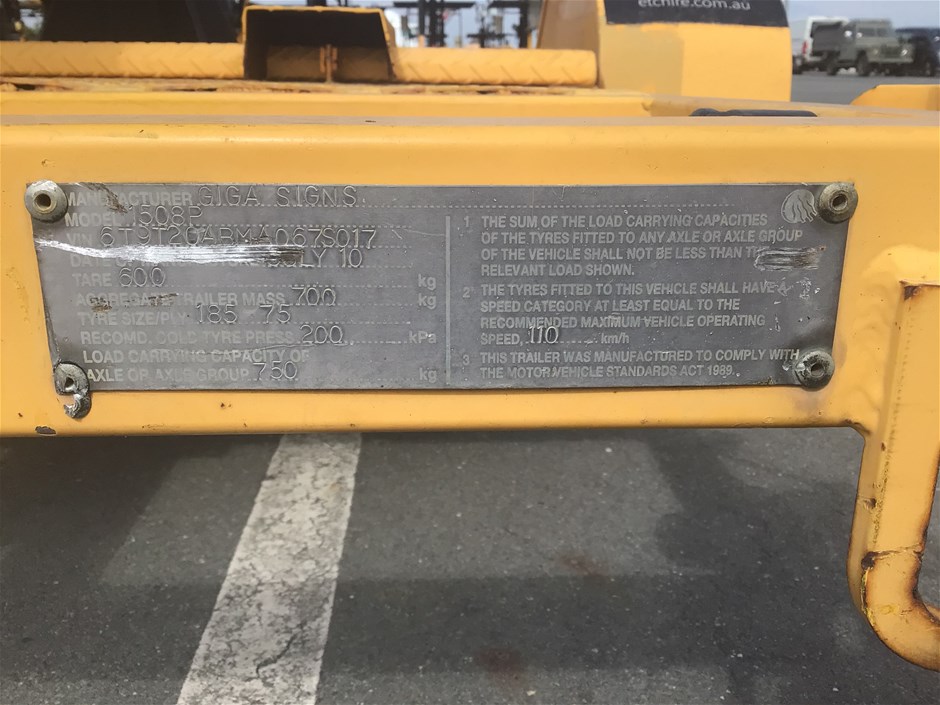 etchire.com.au
MANUFACTURER GIGA SIGNS
MODEL 1508P
VIN 6T9T20ABMA067S017
JLY 10
TARE 600 kg
AGGREGATE TRAILER MASS 700 kg
TYRE SIZE/PLY 185 75
RECOMD. COLD TYRE PRESS 200 kPa
LOAD CARRYING CAPACITY OF
AXLE OR AXLE GROUP 750 kg
1 THE SUM OF THE LOAD CARRYING CAPACITIES
OF THE TYRES FITTED TO ANY AXLE OR AXLE GROUP
OF THE VEHICLE SHALL NOT BE LESS THAN THE
RELEVANT LOAD SHOWN.
2 THE TYRES FITTED TO THIS VEHICLE SHALL HAVE A
SPEED CATEGORY AT LEAST EQUAL TO THE
RECOMMENDED MAXIMUM VEHICLE OPERATING
SPEED, 110 km/h
3 THIS TRAILER WAS MANUFACTURED TO COMPLY WITH
THE MOTOR VEHICLE STANDARDS ACT 1989.